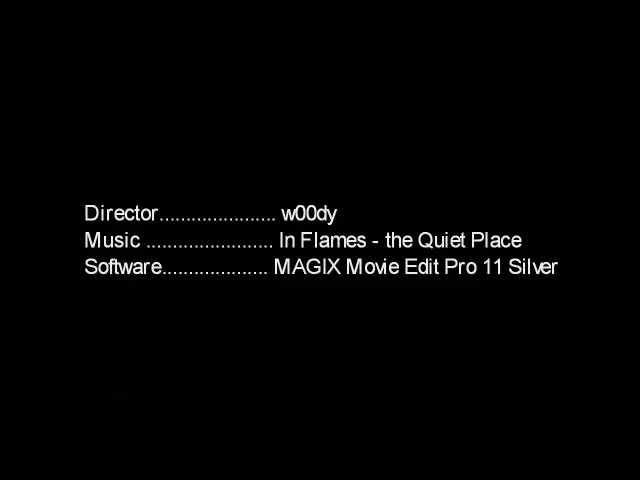 Director...................... w00dy
Music ........................ In Flames - the Quiet Place
Software.................... MAGIX Movie Edit Pro 11 Silver